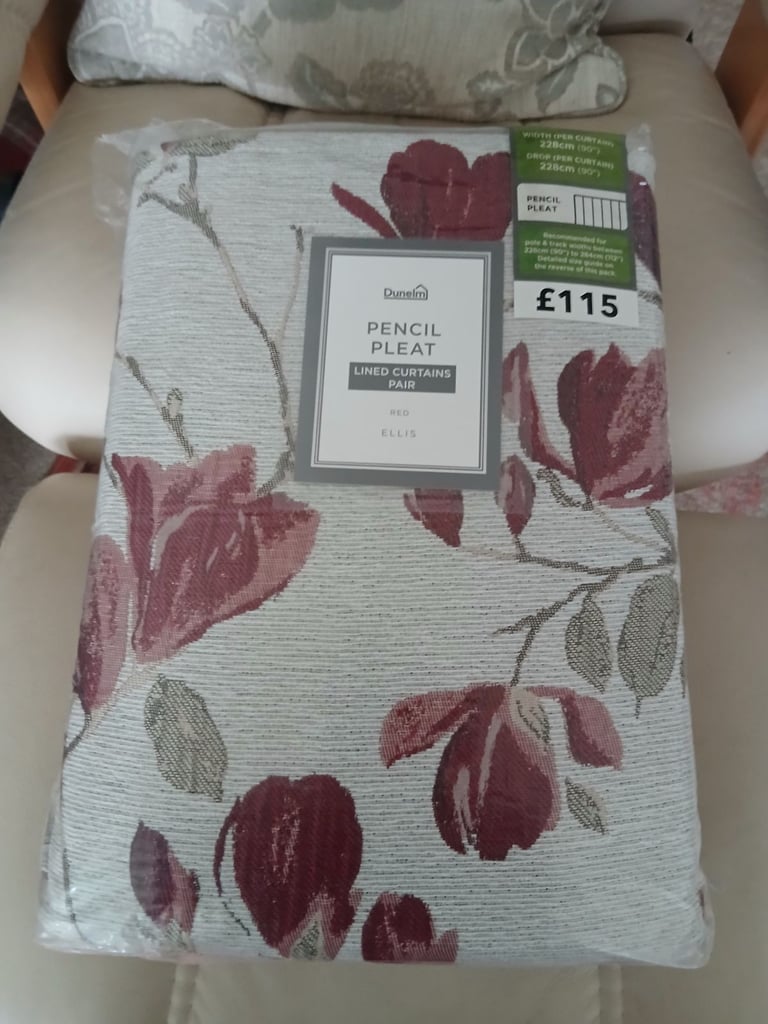 WIDTH (PER CURTAIN)
228cm (90")
DROP (PER CURTAIN)
228cm (90")
PENCIL
PLEAT
Recommended for
pole & track widths between
228cm (90") to 284cm (112")
Detailed size guide on
the reverse of this pack.
£115
Dunelm
PENCIL
PLEAT
LINED CURTAINS
PAIR
RED
ELLIS